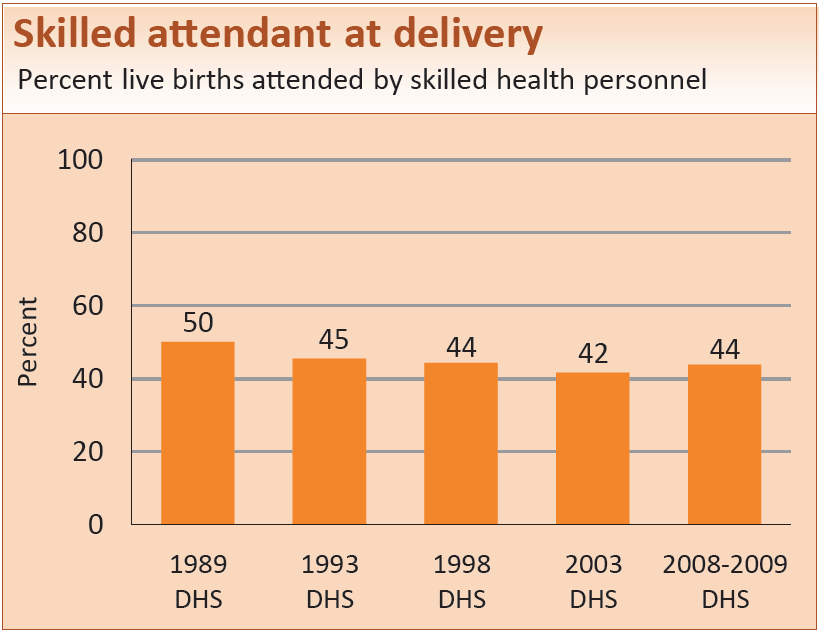 Skilled attendant at delivery
Percent live births attended by skilled health personnel
Percent
100
80
60
40
20
0
50
45
44
42
44
1989
DHS
1993
DHS
1998
DHS
2003
DHS
2008-2009
DHS